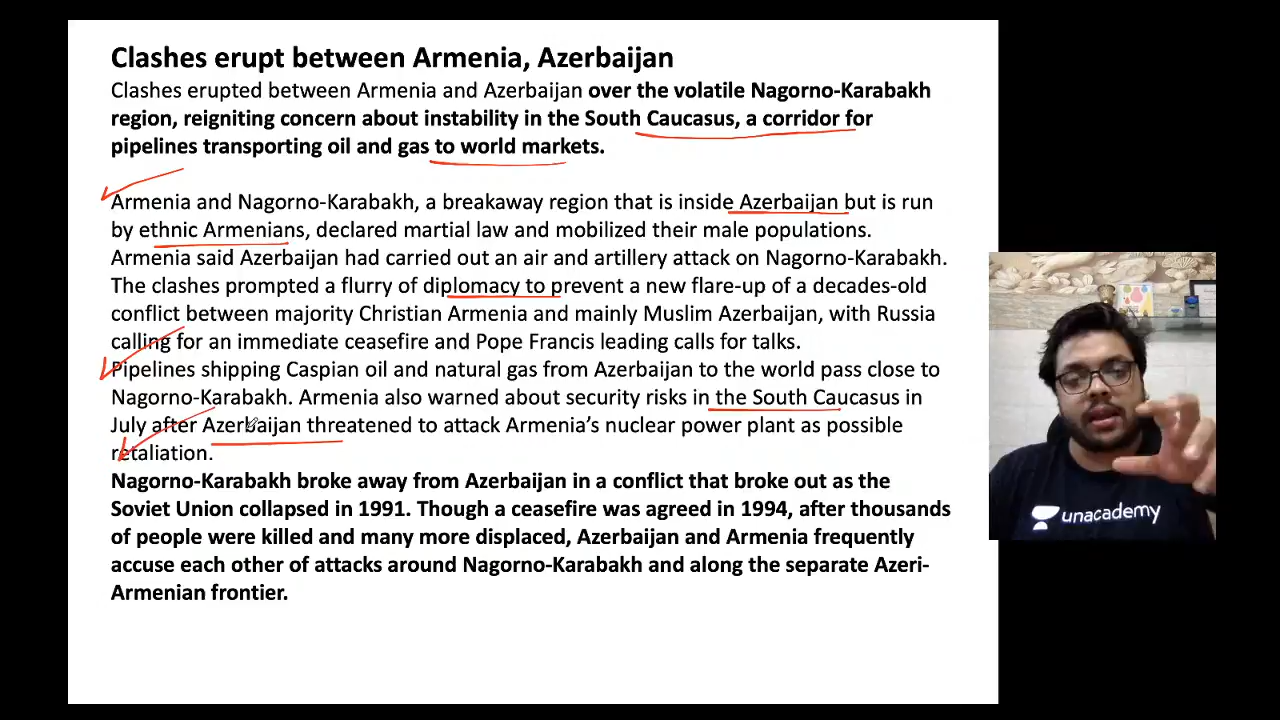 Clashes erupt between Armenia, Azerbaijan
Clashes erupted between Armenia and Azerbaijan over the volatile Nagorno-Karabakh
region, reigniting concern about instability in the South Caucasus, a corridor for
pipelines transporting oil and gas to world markets.
Armenia and Nagorno-Karabakh, a breakaway region that is inside Azerbaijan but is run
by ethnic Armenians, declared martial law and mobilized their male populations.
Armenia said Azerbaijan had carried out an air and artillery attack on Nagorno-Karabakh.
The clashes prompted a flurry of diplomacy to prevent a new flare-up of a decades-old
conflict between majority Christian Armenia and mainly Muslim Azerbaijan, with Russia
calling for an immediate ceasefire and Pope Francis leading calls for talks.
Pipelines shipping Caspian oil and natural gas from Azerbaijan to the world pass close to
Nagorno-Karabakh. Armenia also warned about security risks in the South Caucasus in
July after Azerbaijan threatened to attack Armenia’s nuclear power plant as possible
retaliation.
Nagorno-Karabakh broke away from Azerbaijan in a conflict that broke out as the
Soviet Union collapsed in 1991. Though a ceasefire was agreed in 1994, after thousands
of people were killed and many more displaced, Azerbaijan and Armenia frequently
accuse each other of attacks around Nagorno-Karabakh and along the separate Azeri-
Armenian frontier.
unacademy